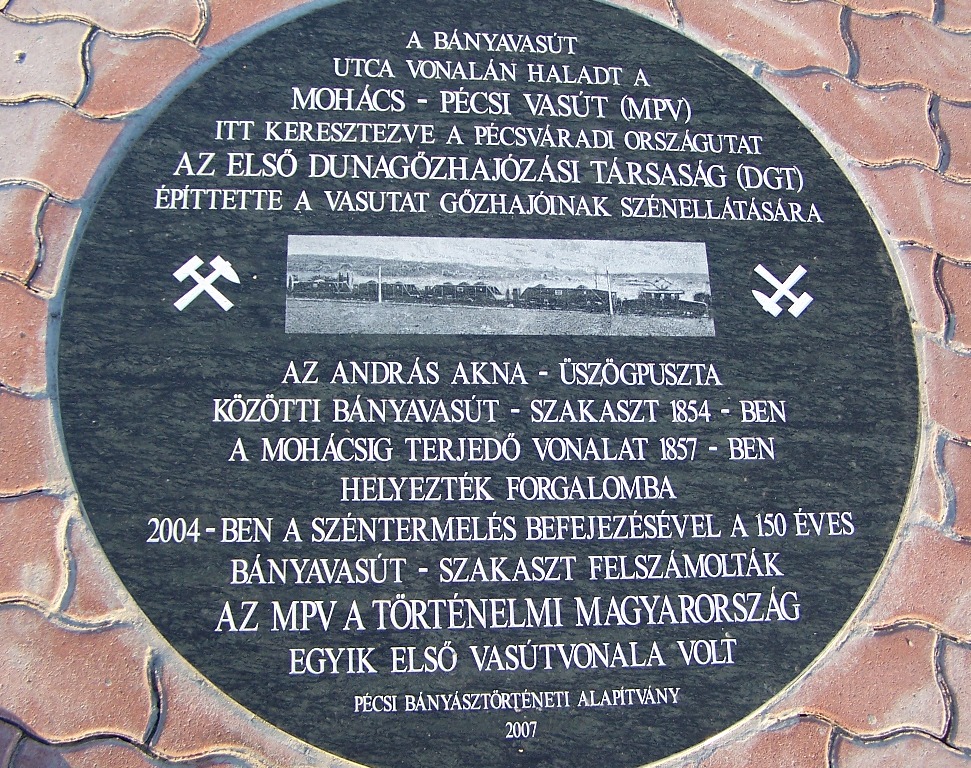 A BÁNYAVASÚT
UTCA VONALÁN HALADT A
MOHÁCS - PÉCSI VASÚT (MPV)
ITT KERESZTEZVE A PÉCSVÁRADI ORSZÁGUTAT
AZ ELSŐ DUNAGŐZHAJÓZÁSI TÁRSASÁG (DGT)
ÉPÍTTETTE A VASUTAT GŐZHAJÓINAK SZÉNELLÁTÁSÁRA
AZ ANDRÁS AKNA - ÜSZÖGPUSZTA
KÖZÖTTI BÁNYAVASÚT - SZAKASZT 1854 - BEN
A MOHÁCSIG TERJEDŐ VONALAT 1857 - BEN
HELYEZTÉK FORGALOMBA
2004 - BEN A SZÉNTERMELÉS BEFEJEZÉSÉVEL A 150 ÉVES
BÁNYAVASÚT - SZAKASZT FELSZÁMOLTÁK
AZ MPV A TÖRTÉNELMI MAGYARORSZÁG
EGYIK ELSŐ VASÚTVONALA VOLT
PÉCSI BÁNYÁSZTÖRTÉNETI ALAPÍTVÁNY
2007